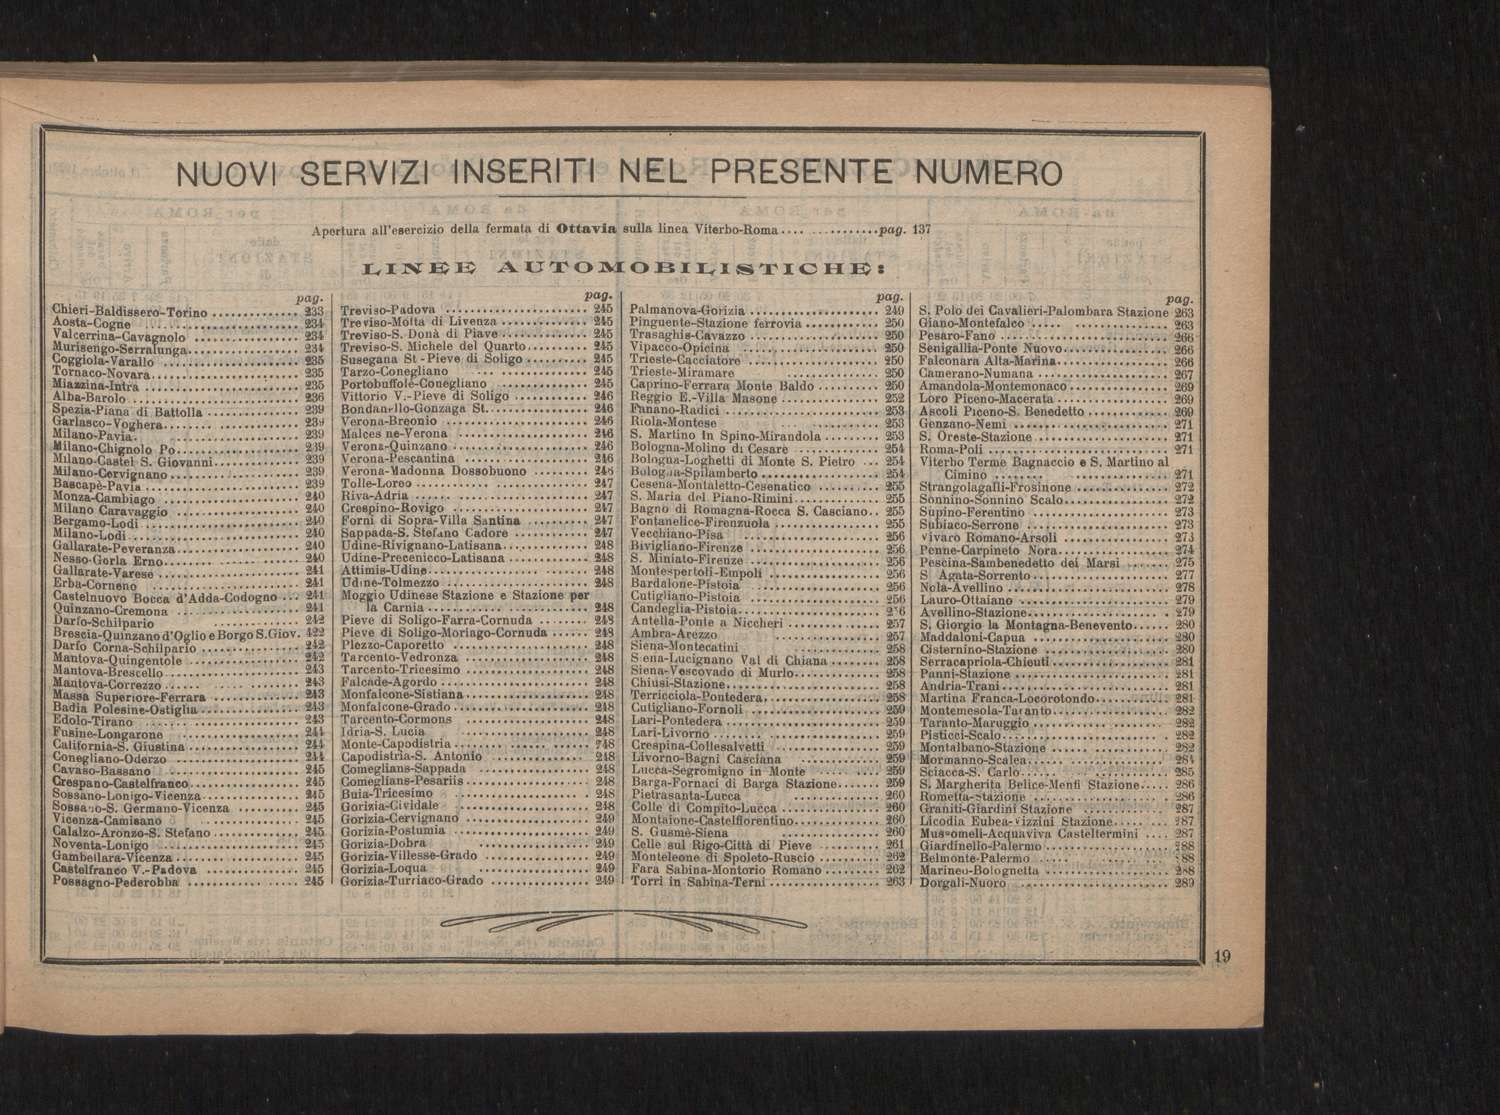 NUOVI SERVIZI INSERITI NEL PRESENTE NUMERO
Apertura all'esercizio della fermata di Ottavia sulla linea Viterbo-Roma .... ............pag. 137
LINEE AUTOMOBILISTICHE:
pag.
Chieri-Baldissero-Torino ............ 233
Aosta-Cogne ............ 234
Valcerrina-Cavagnolo ............ 234
Murisengo-Serralunga............ 234
Coggiola-Varallo ............ 235
Tornaco-Novara............ 235
Miazzina-Intra ............ 235
Alba-Barolo ............ 236
Spezia-Piana di Battolla ............ 239
Garlasco-Voghera............ 239
Milano-Pavia............ 239
Milano-Chignolo Po............ 239
Milano-Castel S. Giovanni............ 239
Milano-Cervignano............ 239
Bascapè-Pavia ............ 239
Monza-Cambiago ............ 240
Milano Caravaggio ............ 240
Bergamo-Lodi ............ 240
Milano-Lodi ............ 240
Gallarate-Peveranza............ 240
Nesso-Gorla Erno............ 240
Gallarate-Varese ............ 241
Erba-Corneno ............ 241
Castelnuovo Bocca d'Adda-Codogno ... 241
Quinzano-Cremona ............ 241
Darfo-Schilpario ............ 242
Brescia-Quinzano d'Oglio e Borgo S.Giov. 422
Darfo Corna-Schilpario ............ 242
Mantova-Quingentole ............ 242
Mantova-Brescello............ 243
Mantova-Correzzo ............ 243
Massa Superiore-Ferrara ............ 243
Badia Polesine-Ostiglia ............ 243
Edolo-Tirano ............ 243
Fusine-Longarone ............ 244
California-S. Giustina ............ 244
Conegliano-Oderzo ............ 244
Cavaso-Bassano ............ 245
Crespano-Castelfranco............ 245
Sossano-Lonigo-Vicenza............ 245
Sossano-S. Germano-Vicenza ............ 245
Vicenza-Camisano ............ 245
Calalzo-Aronzo-S. Stefano ............ 245
Noventa-Lonigo ............ 245
Gambellara-Vicenza............ 245
Castelfranco V.-Padova ............ 245
Possagno-Pederobba ............ 245
pag.
Treviso-Padova ............ 245
Treviso-Motta di Livenza ............ 245
Treviso-S. Donà di Piave ............ 245
Treviso-S. Michele del Quarto............ 245
Susegana St-Pieve di Soligo ............ 245
Tarzo-Conegliano ............ 245
Portobuffolé-Conegliano ............ 245
Vittorio V.-Pieve di Soligo ............ 246
Bondanello-Gonzaga St............. 246
Verona-Breonio ............ 246
Malcesine-Verona ............ 246
Verona-Quinzano ............ 246
Verona-Pescantina ............ 246
Verona-Madonna Dossobuono ............ 246
Tolle-Loreo ............ 247
Riva-Adria ............ 247
Crespino-Rovigo ............ 247
Forni di Sopra-Villa Santina ............ 247
Sappada-S. Stefano Cadore ............ 247
Udine-Rivignano-Latisana............ 248
Udine-Precenicco-Latisana ............ 248
Attimis-Udine............ 248
Udine-Tolmezzo ............ 248
Moggio Udinese Stazione e Stazione per
la Carnia............ 248
Pieve di Soligo-Farra-Cornuda ............ 248
Pieve di Soligo-Moriago-Cornuda ............ 248
Plezzo-Caporetto ............ 248
Tarcento-Vedronza ............ 248
Tarcento-Tricesimo ............ 248
Falcade-Agordo ............ 248
Monfalcone-Sistiana............ 248
Monfalcone-Grado............ 248
Tarcento-Cormons ............ 248
Idria-S. Lucia ............ 248
Monte-Capodistria ............ 248
Capodistria-S. Antonio ............ 248
Comeglians-Sappada ............ 248
Comeglians-Pesariis ............ 248
Buia-Tricesimo ............ 248
Gorizia-Cividale ............ 248
Gorizia-Cervignano ............ 249
Gorizia-Postumia ............ 249
Gorizia-Dobra ............ 249
Gorizia-Villesse-Grado ............ 249
Gorizia-Loqua ............ 249
Gorizia-Turriaco-Grado ............ 249
pag.
Palmanova-Gorizia ............ 249
Pinguente-Stazione ferrovia ............ 250
Trasaghis-Cavazzo ............ 250
Vipacco-Opicina ............ 250
Trieste-Cacciatore ............ 250
Trieste-Miramare ............ 250
Caprino-Ferrara Monte Baldo ............ 250
Reggio E.-Villa Masone ............ 252
Fanano-Radici ............ 253
Riola-Montese ............ 253
S. Martino In Spino-Mirandola ............ 253
Bologna-Molino di Cesare ............ 254
Bologna-Loghetti di Monte S. Pietro ... 254
Bologna-Spilamberto............ 254
Cesena-Montaletto-Cesenatico ............ 255
S. Maria del Piano-Rimini............ 255
Bagno di Romagna-Rocca S. Casciano.. 255
Fontanelice-Firenzuola ............ 255
Vecchiano-Pisa ............ 256
Bivigliano-Firenze ............ 256
S. Miniato-Firenze ............ 256
Montespertoli-Empoli ............ 256
Bardalone-Pistoia ............ 256
Cutigliano-Pistoia ............ 256
Candeglia-Pistoia............ 256
Antella-Ponte a Niccheri ............ 257
Ambra-Arezzo ............ 257
Siena-Montecatini ............ 258
Siena-Lucignano Val di Chiana ............ 258
Siena-Vescovado di Murlo............ 258
Chiusi-Stazione............ 258
Terricciola-Pontedera............ 258
Cutigliano-Fornoli ............ 259
Lari-Pontedera ............ 259
Lari-Livorno ............ 259
Crespina-Collesalvetti ............ 259
Livorno-Bagni Casciana ............ 259
Lucca-Segromigno in Monte ............ 259
Barga-Fornaci di Barga Stazione............ 259
Pietrasanta-Lucca ............ 260
Colle di Compito-Lucca ............ 260
Montaione-Castelfiorentino............ 260
S. Gusmè-Siena ............ 260
Celle sul Rigo-Città di Pieve ............ 261
Monteleone di Spoleto-Ruscio ............ 262
Fara Sabina-Montorio Romano ............ 262
Torri in Sabina-Terni ............ 263
pag.
S. Polo dei Cavalieri-Palombara Stazione 263
Giano-Montefalco ............ 263
Pesaro-Fano ............ 266
Senigallia-Ponte Nuovo............ 266
Falconara Alta-Marina............ 266
Camerano-Numana ............ 267
Amandola-Montemonaco............ 269
Loro Piceno-Macerata ............ 269
Ascoli Piceno-S. Benedetto ............ 269
Genzano-Nemi ............ 271
S. Oreste-Stazione ............ 271
Roma-Poli ............ 271
Viterbo Terme Bagnaccio e S. Martino al
Cimino ............ 271
Strangolagalli-Frosinone ............ 272
Sonnino-Sonnino Scalo............ 272
Supino-Ferentino ............ 273
Subiaco-Serrone ............ 273
Vivaro Romano-Arsoli ............ 273
Penne-Carpineto Nora............ 274
Pescina-Sambenedetto dei Marsi ............ 275
S Agata-Sorrento ............ 277
Nola-Avellino ............ 278
Lauro-Ottaiano ............ 279
Avellino-Stazione............ 279
S. Giorgio la Montagna-Benevento...... 280
Maddaloni-Capua ............ 280
Cisternino-Stazione ............ 280
Serracapriola-Chieuti............ 281
Panni-Stazione ............ 281
Andria-Trani............ 281
Martina Franca-Locorotondo............ 281
Montemesola-Taranto............ 282
Taranto-Maruggio ............ 282
Pisticci-Scalo............ 282
Montalbano-Stazione ............ 282
Mormanno-Scalea............ 284
Sciacca-S. Carlo............ 285
S. Margherita Belice-Menfi Stazione..... 286
Rometta-Stazione ............ 286
Graniti-Giardini Stazione ............ 287
Licodia Eubea-Vizzini Stazione............ 287
Mussomeli-Acquaviva Casteltermini .... 287
Giardinello-Palermo ............ 288
Belmonte-Palermo ............ 288
Marineo-Bolognetta ............ 288
Dorgali-Nuoro ............ 289
19